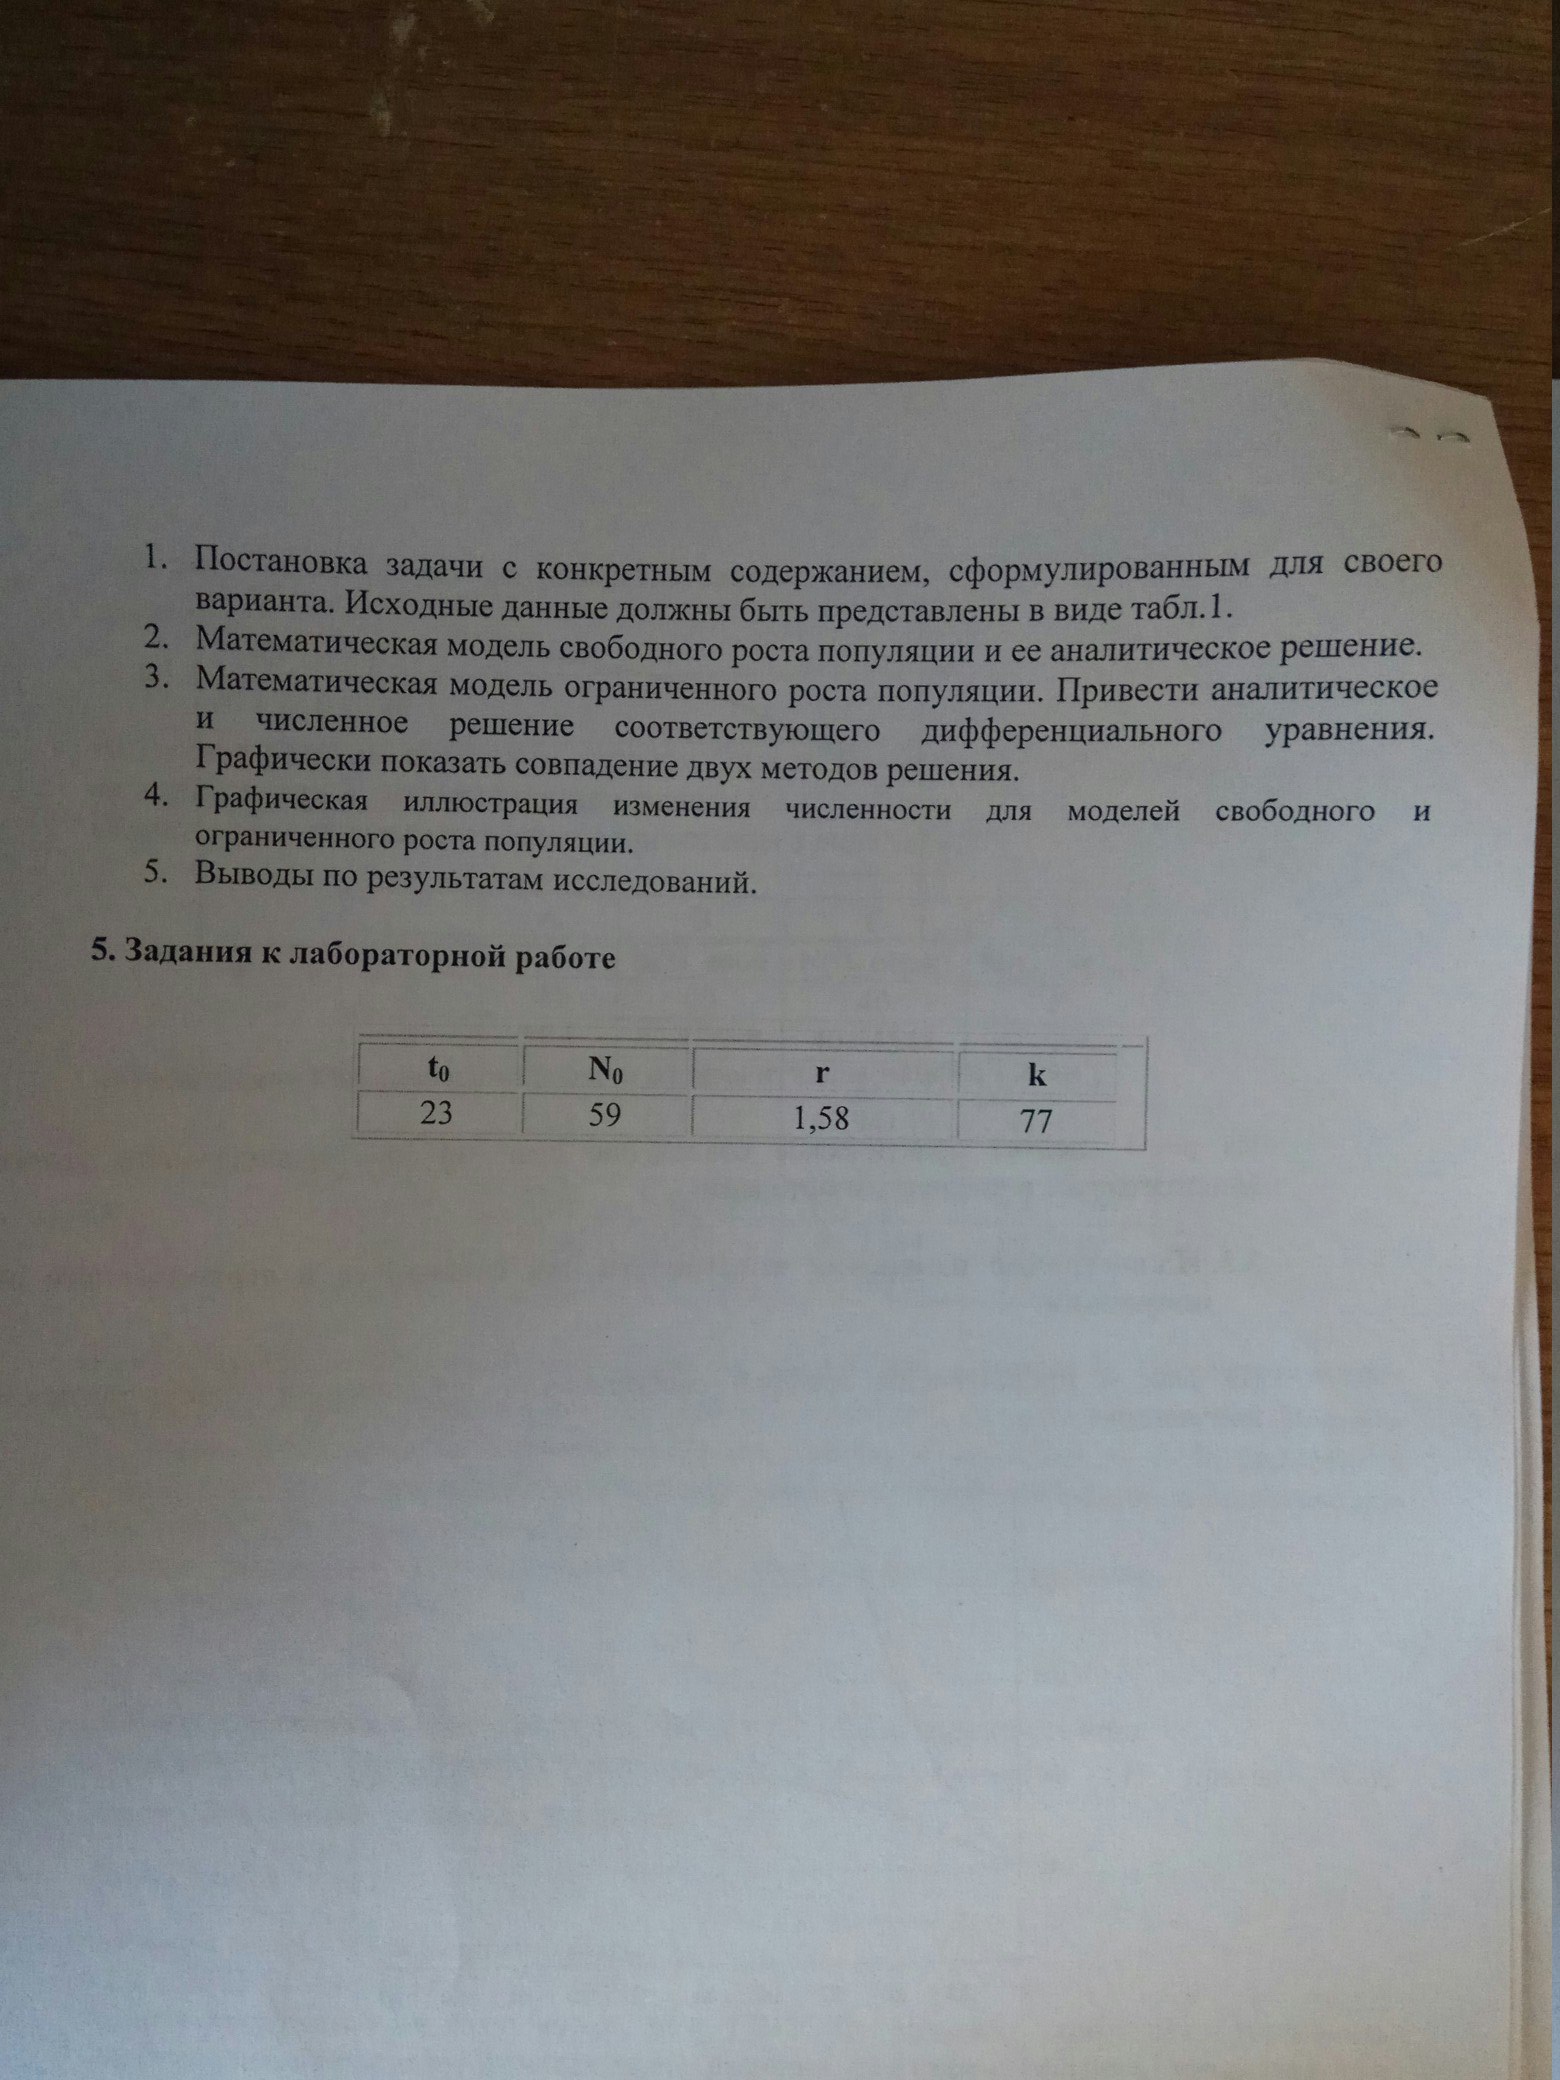 1. Постановка задачи с конкретным содержанием, сформулированным для своего
варианта. Исходные данные должны быть представлены в виде табл.1.
2. Математическая модель свободного роста популяции и ее аналитическое решение.
3. Математическая модель ограниченного роста популяции. Привести аналитическое
и численное решение соответствующего дифференциального уравнения.
Графически показать совпадение двух методов решения.
4. Графическая иллюстрация изменения численности для моделей свободного и
ограниченного роста популяции.
5. Выводы по результатам исследований.
5. Задания к лабораторной работе
t0 N0 r k
23 59 1,58 77